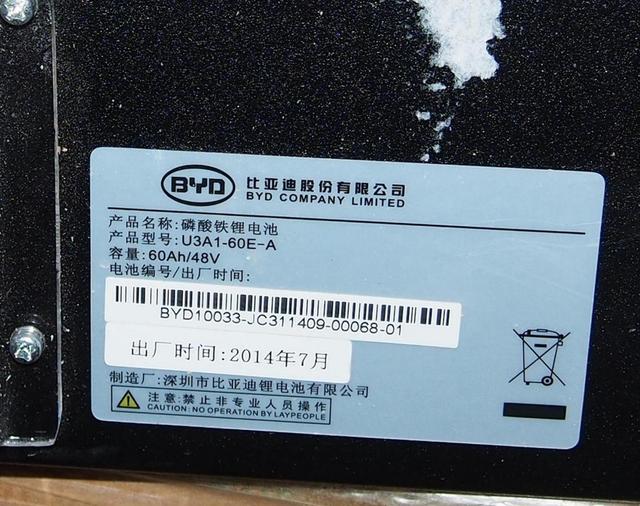 BYD 比亚迪股份有限公司
BYD COMPANY LIMITED
产品名称:磷酸铁锂电池
产品型号:U3A1-60E-A
容量:60Ah/48V
电池编号/出厂时间:
BYD10033-JC311409-00068-01
出厂时间:2014年7月
制造厂:深圳市比亚迪锂电池有限公司
注意:禁止非专业人员操作
CAUTION: NO OPERATION BY LAYPEOPLE